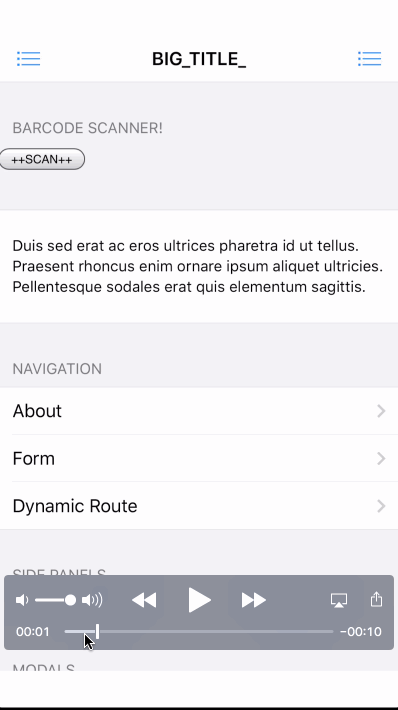 BIG_TITLE_
BARCODE SCANNER!
++SCAN++
Duis sed erat ac eros ultrices pharetra id ut tellus.
Praesent rhoncus enim ornare ipsum aliquet ultricies.
Pellentesque sodales erat quis elementum sagittis.
NAVIGATION
About
Form
Dynamic Route
SIDE PANELS
00:01
-00:10
MODALS